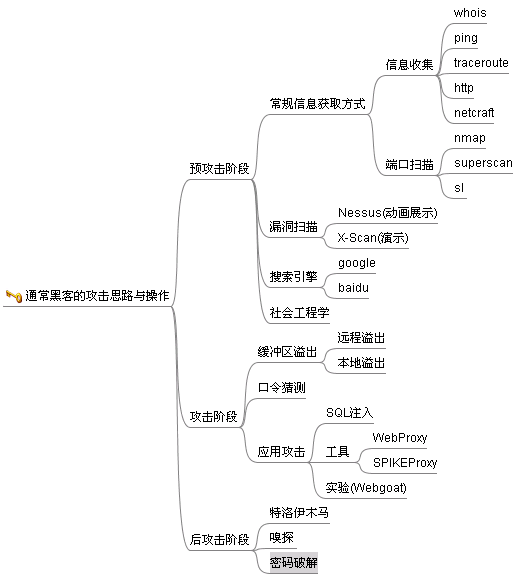 通常黑客的攻击思路与操作
预攻击阶段
常规信息获取方式
信息收集
whois
ping
traceroute
http
netcraft
端口扫描
nmap
superscan
sl
漏洞扫描
Nessus(动画展示)
X-Scan(演示)
搜索引擎
google
baidu
社会工程学
攻击阶段
缓冲区溢出
远程溢出
本地溢出
口令猜测
应用攻击
SQL注入
工具
WebProxy
SPIKEProxy
实验(Webgoat)
后攻击阶段
特洛伊木马
嗅探
密码破解